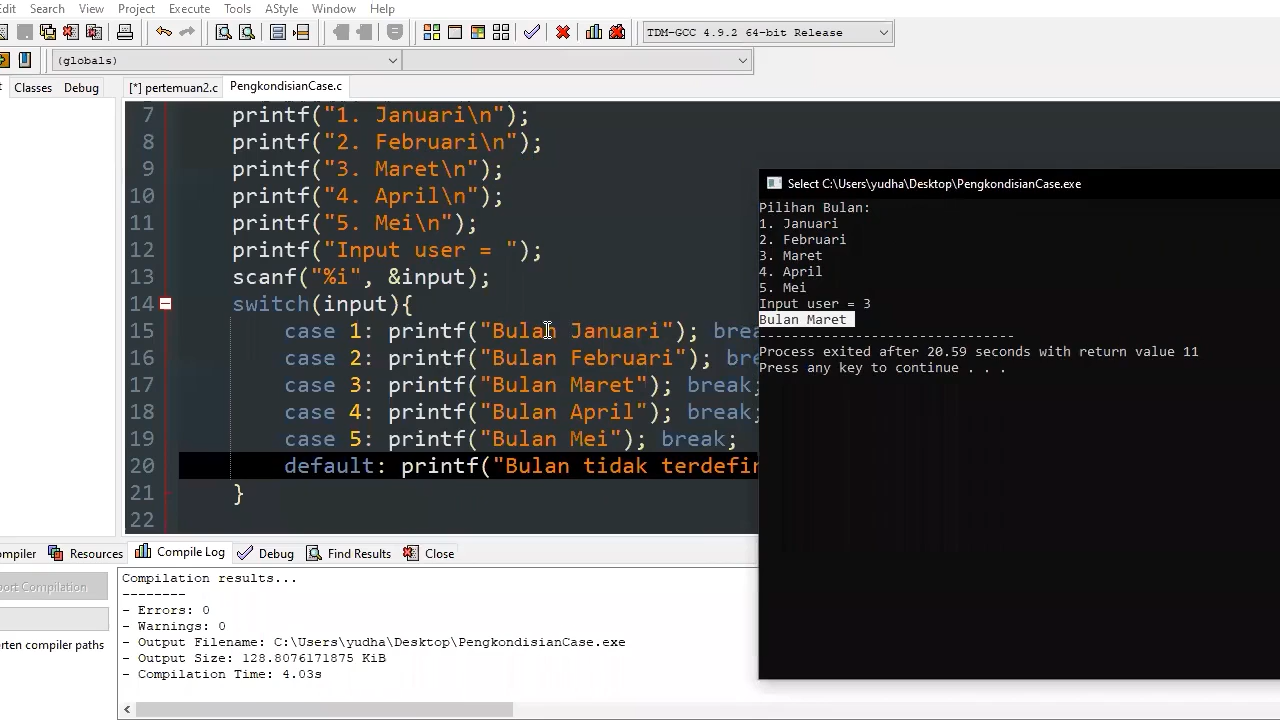 Edit Search View Project Execute Tools AStyle Window Help
TDM-GCC 4.9.2 64-bit Release
(globals)
Classes Debug [*] pertemuan2.c PengkondisianCase.c
7 printf("1. Januari\n");
8 printf("2. Februari\n");
9 printf("3. Maret\n");
10 printf("4. April\n");
11 printf("5. Mei\n");
12 printf("Input user = ");
13 scanf("%i", &input);
14 switch(input){
15 case 1: printf("Bulan Januari"); brea
16 case 2: printf("Bulan Februari"); bre
17 case 3: printf("Bulan Maret"); break;
18 case 4: printf("Bulan April"); break;
19 case 5: printf("Bulan Mei"); break;
20 default: printf("Bulan tidak terdefin
21 }
22
Select C:\Users\yudha\Desktop\PengkondisianCase.exe
Pilihan Bulan:
1. Januari
2. Februari
3. Maret
4. April
5. Mei
Input user = 3
Bulan Maret
--------------------------------
Process exited after 20.59 seconds with return value 11
Press any key to continue . . .
ompiler Resources Compile Log Debug Find Results Close
ort Compilation
rten compiler paths
Compilation results...
--------
- Errors: 0
- Warnings: 0
- Output Filename: C:\Users\yudha\Desktop\PengkondisianCase.exe
- Output Size: 128.8076171875 KiB
- Compilation Time: 4.03s